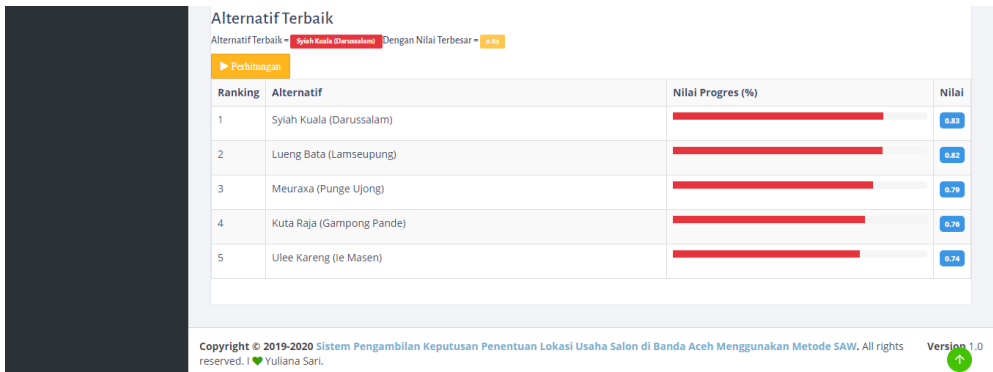 Alternatif Terbaik
Alternatif Terbaik = Syiah Kuala (Darussalam) Dengan Nilai Terbesar = 0.83
Perhitungan
Ranking Alternatif Nilai Progres (%) Nilai
1 Syiah Kuala (Darussalam) 0.83
2 Lueng Bata (Lamseupung) 0.82
3 Meuraxa (Punge Ujong) 0.79
4 Kuta Raja (Gampong Pande) 0.76
5 Ulee Kareng (Ie Masen) 0.74
Copyright © 2019-2020 Sistem Pengambilan Keputusan Penentuan Lokasi Usaha Salon di Banda Aceh Menggunakan Metode SAW. All rights Version 1.0
reserved. I Yuliana Sari.